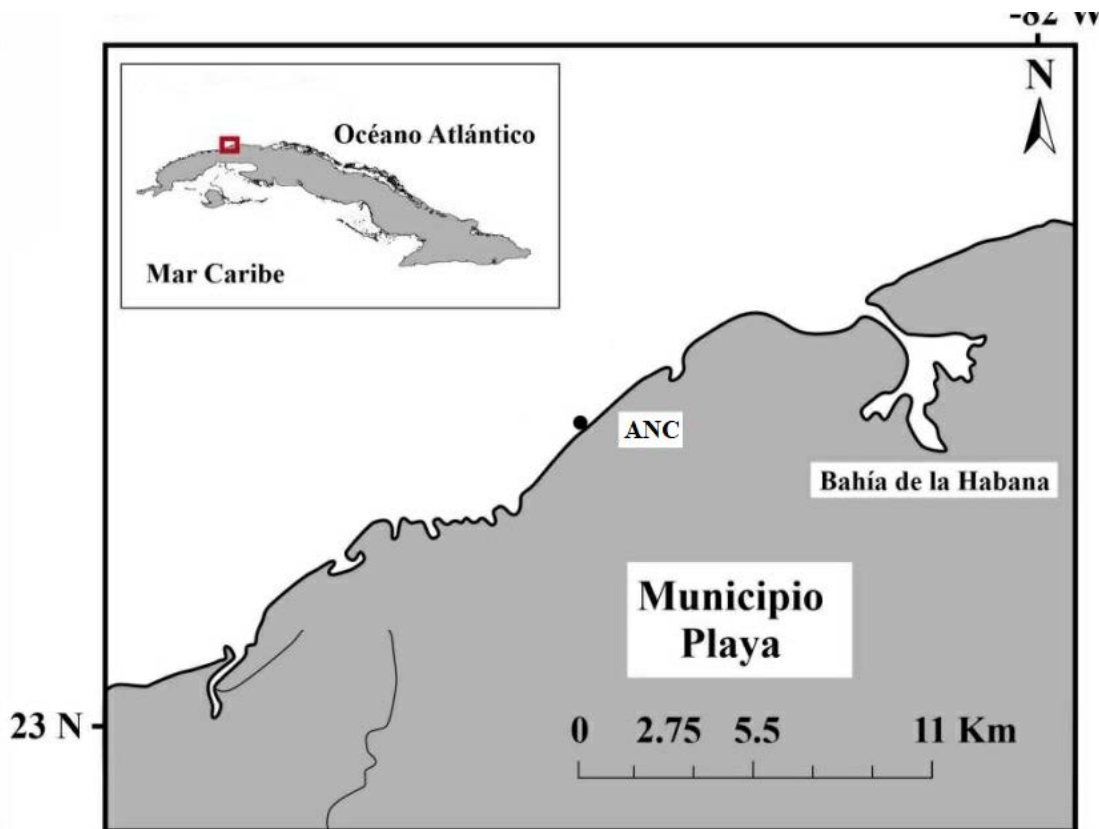 -82 W
N
Océano Atlántico
Mar Caribe
ANC
Bahía de la Habana
Municipio
Playa
23 N
0 2.75 5.5 11 Km